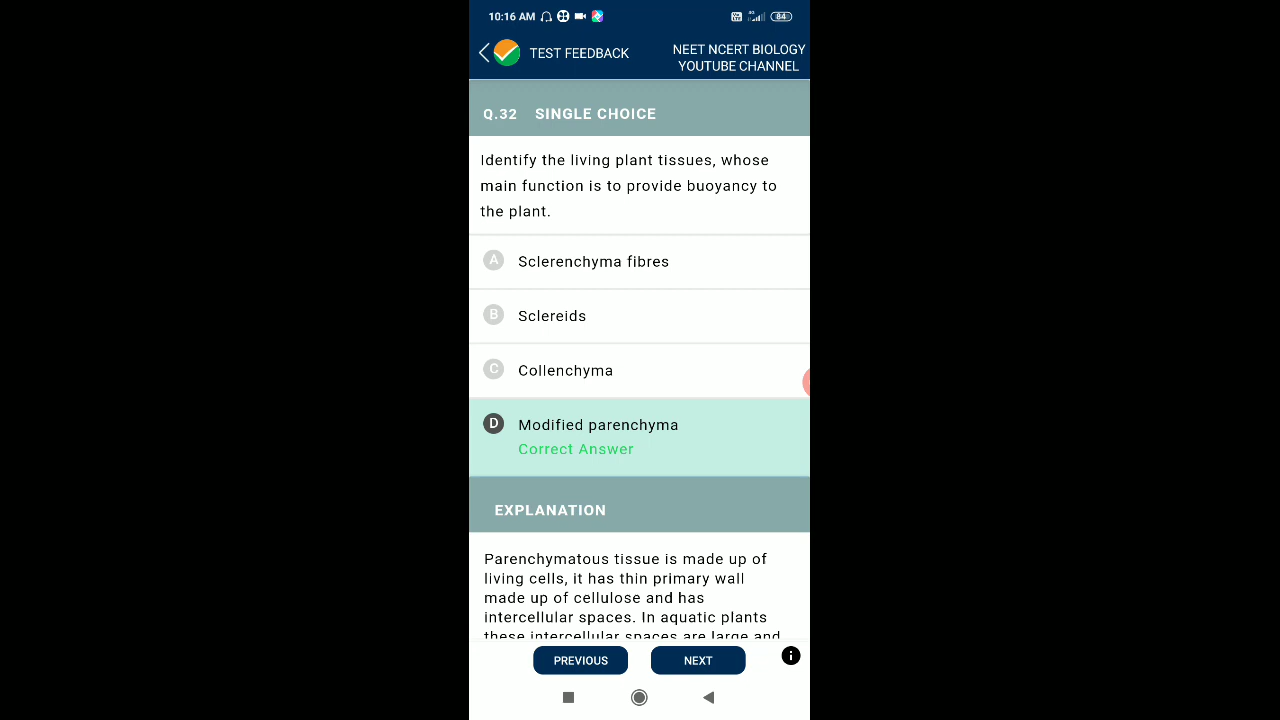 10:16 AM 84
TEST FEEDBACK
NEET NCERT BIOLOGY
YOUTUBE CHANNEL
Q.32 SINGLE CHOICE
Identify the living plant tissues, whose
main function is to provide buoyancy to
the plant.
A Sclerenchyma fibres
B Sclereids
C Collenchyma
D Modified parenchyma
Correct Answer
EXPLANATION
Parenchymatous tissue is made up of
living cells, it has thin primary wall
made up of cellulose and has
intercellular spaces. In aquatic plants
these intercellular spaces are large and
PREVIOUS NEXT